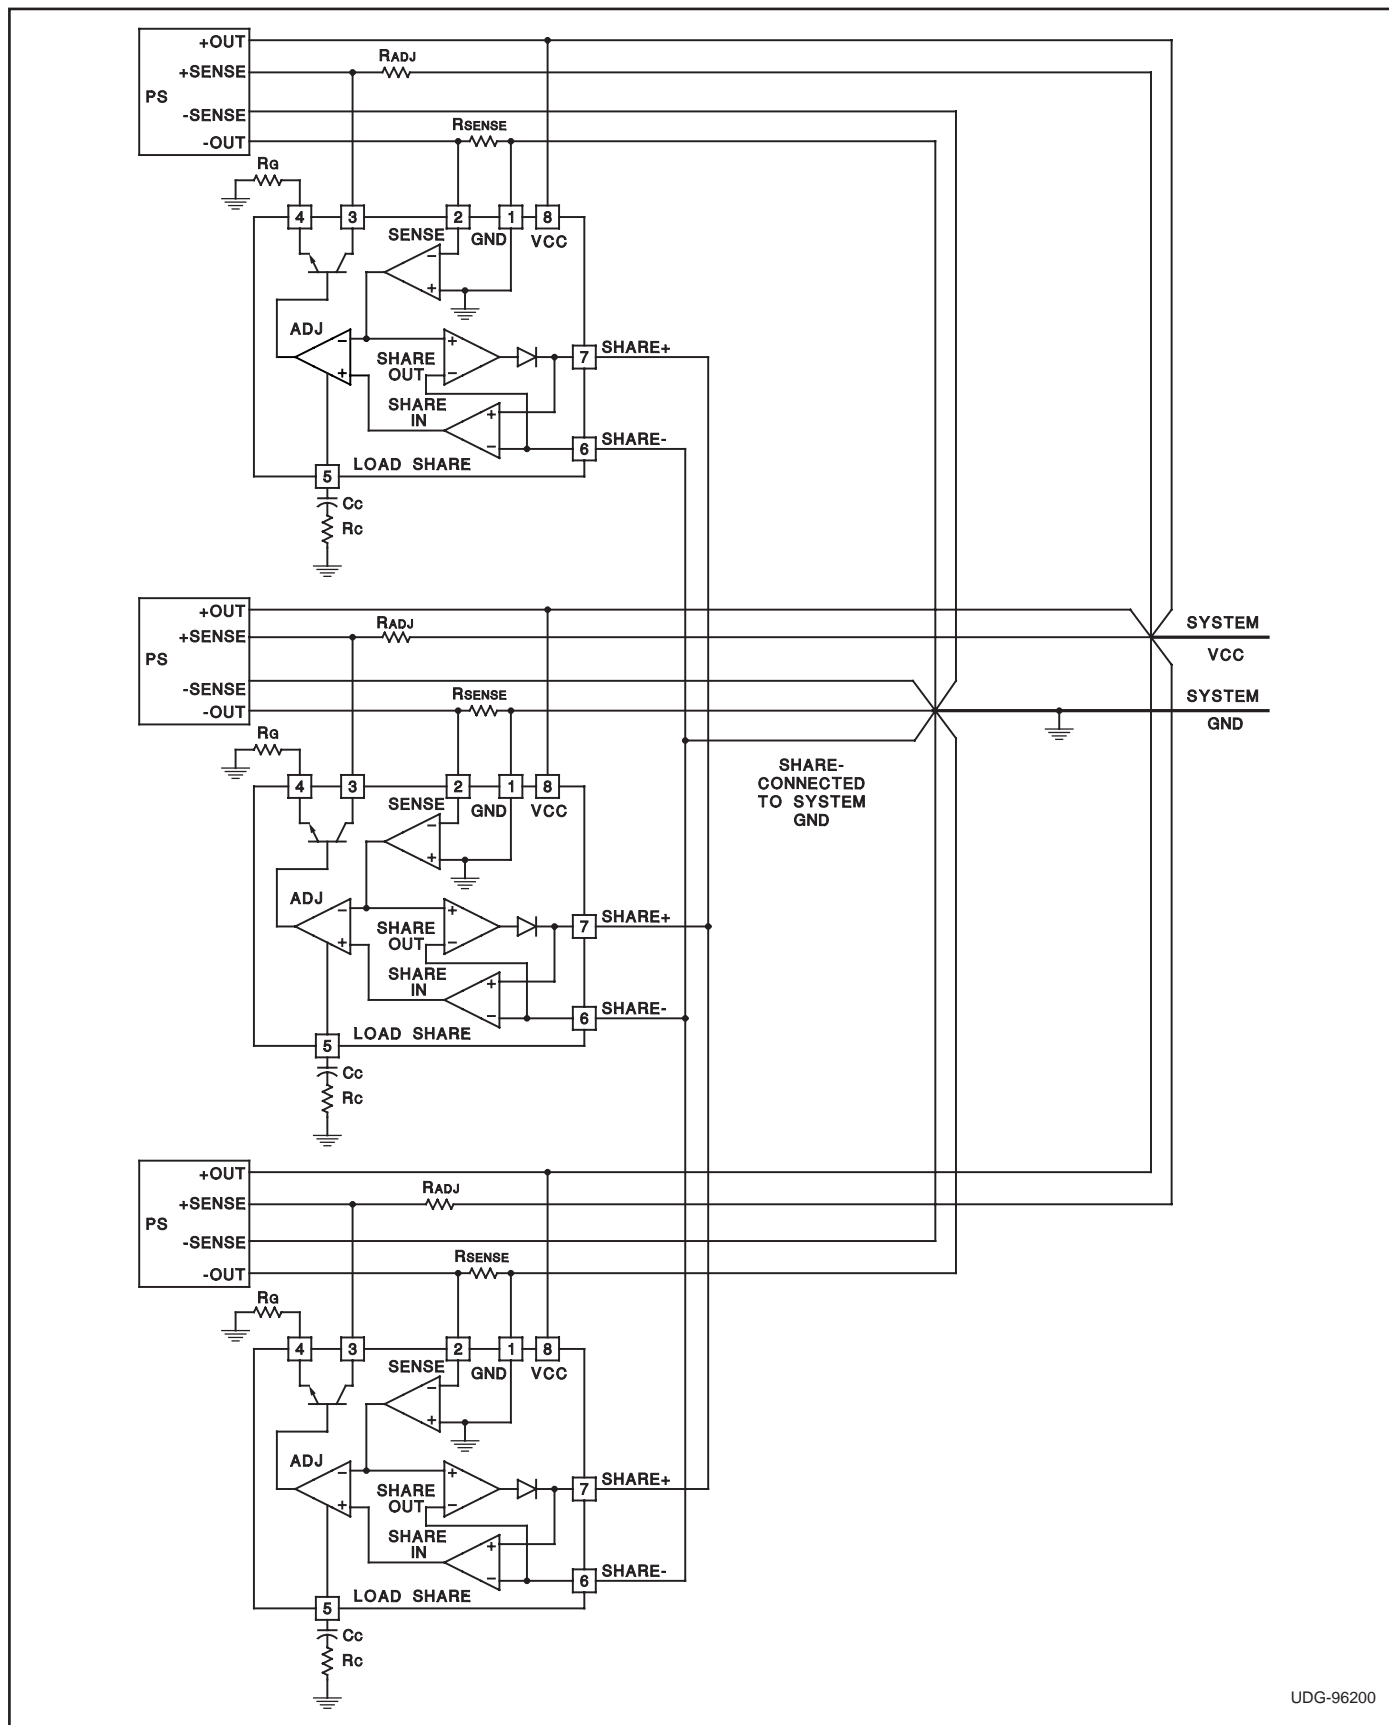 +OUT
+SENSE
PS
-SENSE
-OUT
RADJ
RSENSE
RG
4
3
2
1
8
SENSE
GND
VCC
ADJ
-
+
-
+
SHARE
OUT
+
-
SHARE
IN
+
-
7
SHARE+
6
SHARE-
5
LOAD SHARE
CC
RC
+OUT
+SENSE
PS
-SENSE
-OUT
RADJ
RSENSE
RG
SYSTEM
VCC
SYSTEM
GND
SHARE-
CONNECTED
TO SYSTEM
GND
4
3
2
1
8
SENSE
GND
VCC
ADJ
-
+
-
+
SHARE
OUT
+
-
SHARE
IN
+
-
7
SHARE+
6
SHARE-
5
LOAD SHARE
CC
RC
+OUT
+SENSE
PS
-SENSE
-OUT
RADJ
RSENSE
RG
4
3
2
1
8
SENSE
GND
VCC
ADJ
-
+
-
+
SHARE
OUT
+
-
SHARE
IN
+
-
7
SHARE+
6
SHARE-
5
LOAD SHARE
CC
RC
UDG-96200